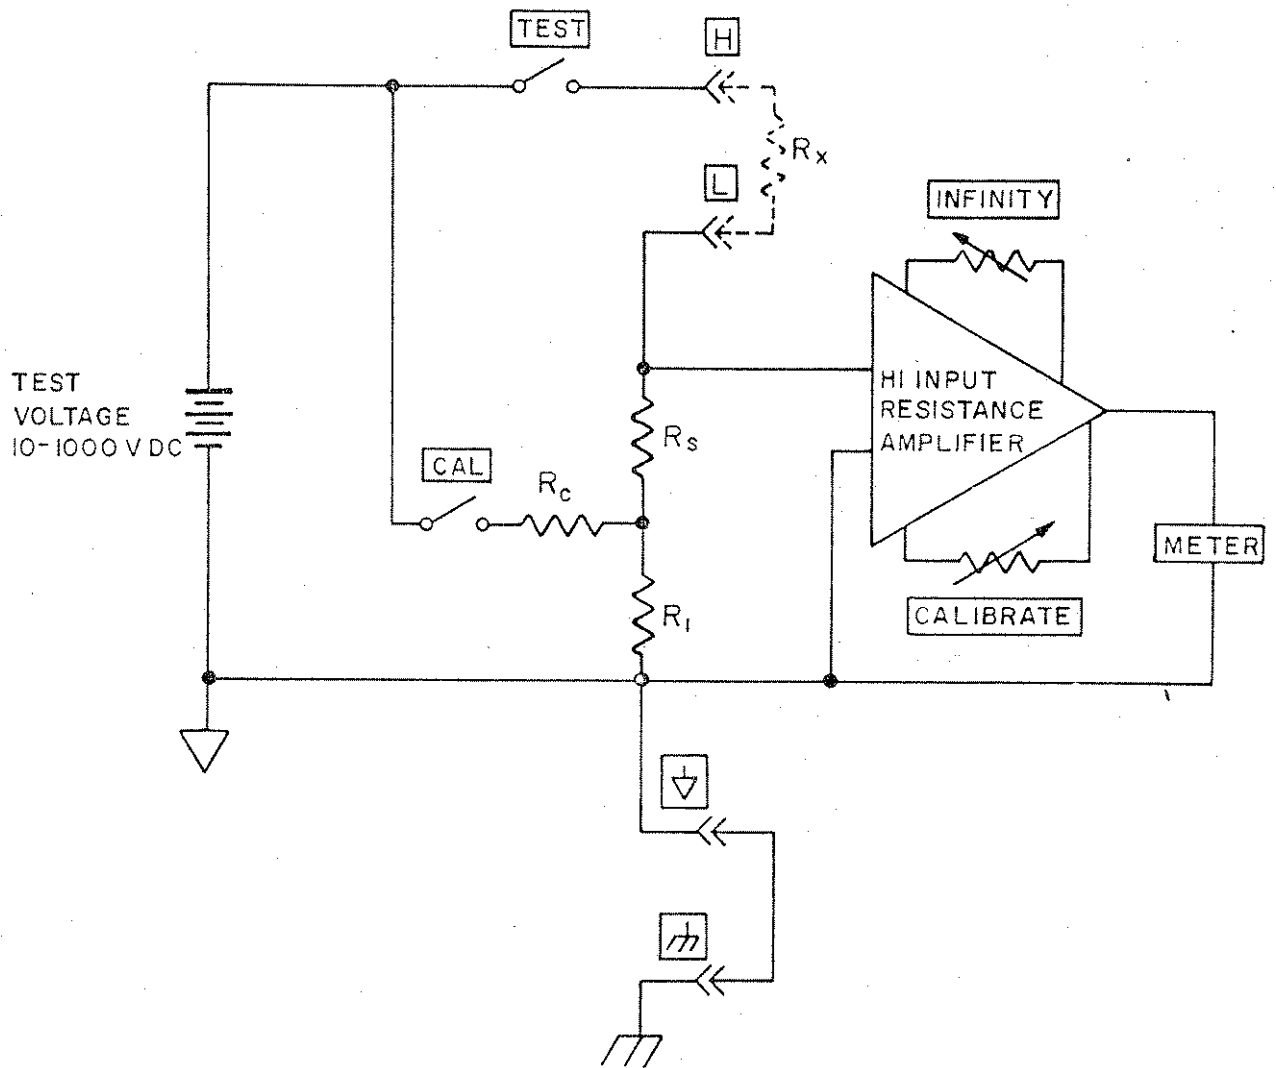 TEST
H
L
Rx
INFINITY
TEST
VOLTAGE
10-1000 V DC
HI INPUT
RESISTANCE
AMPLIFIER
CAL
Rc
Rs
METER
R1
CALIBRATE